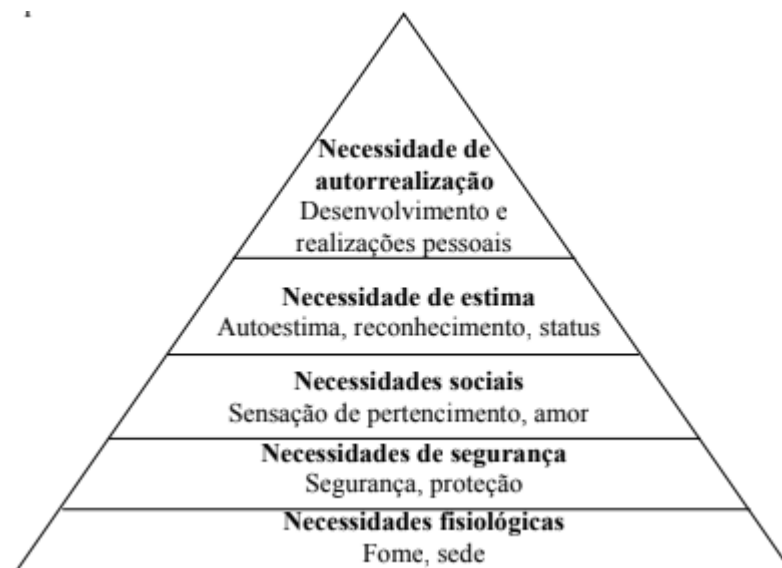 Necessidade de
autorrealização
Desenvolvimento e
realizações pessoais
Necessidade de estima
Autoestima, reconhecimento, status
Necessidades sociais
Sensação de pertencimento, amor
Necessidades de segurança
Segurança, proteção
Necessidades fisiológicas
Fome, sede